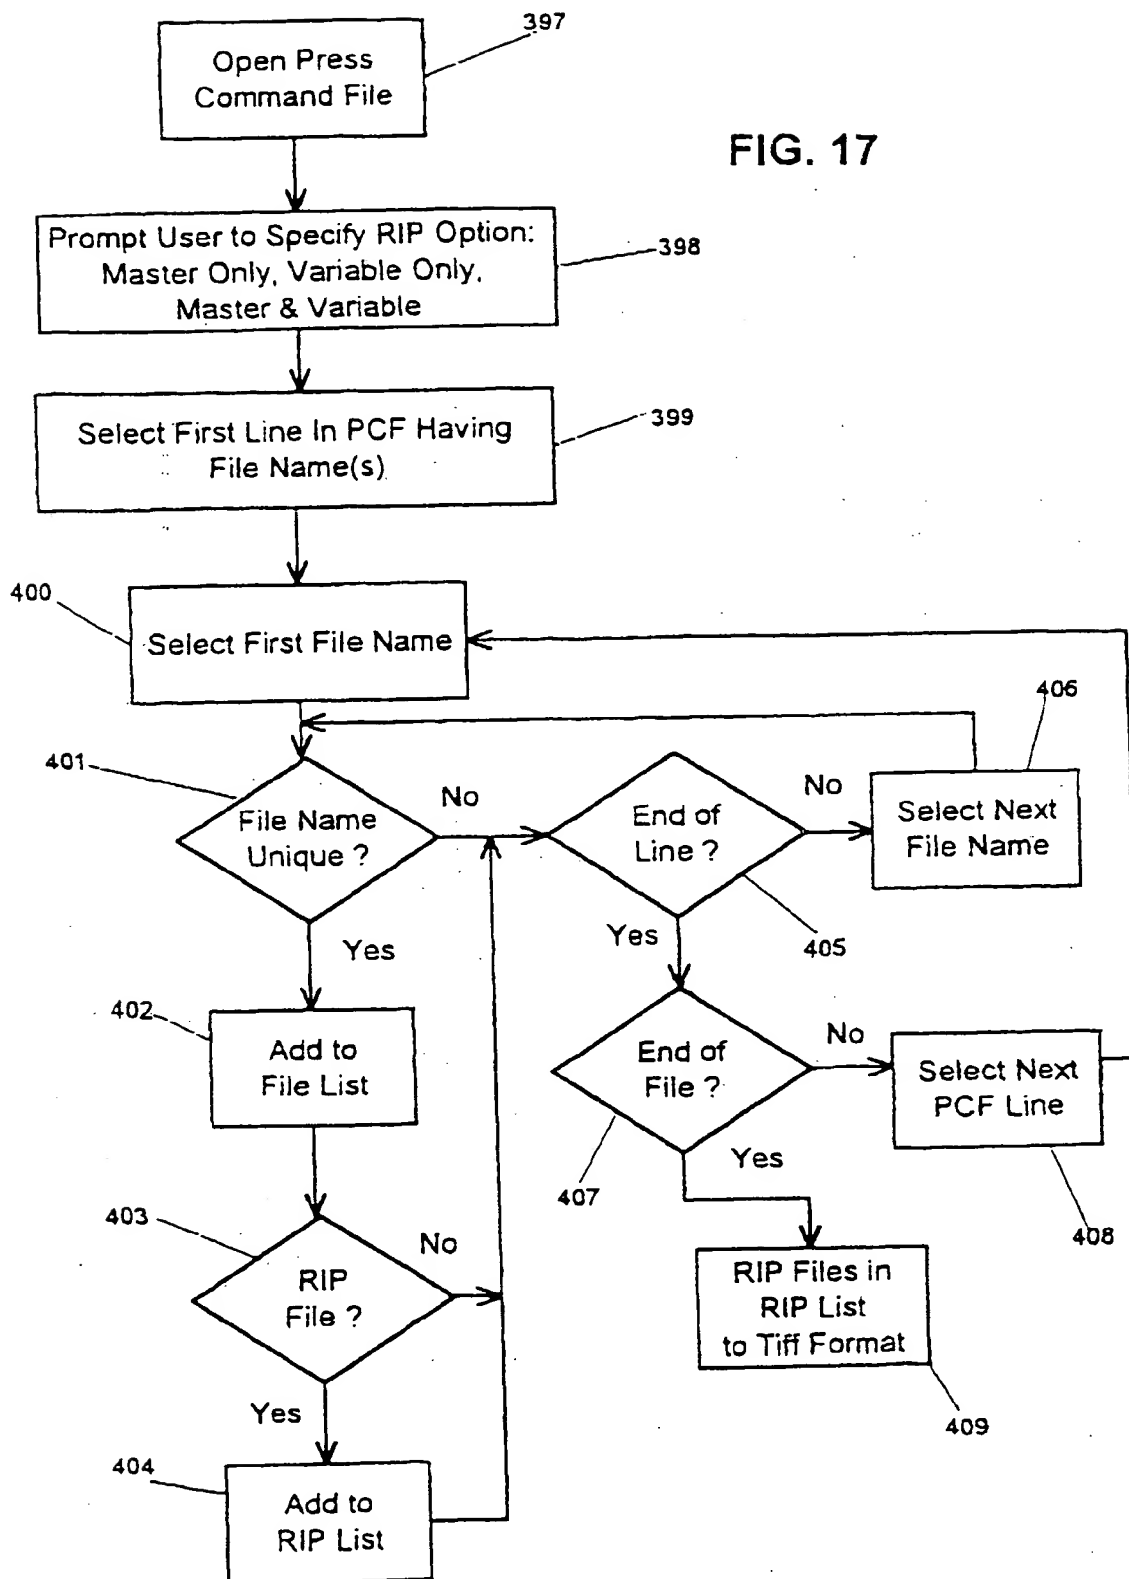 397
Open Press
Command File
FIG. 17
Prompt User to Specify RIP Option:
Master Only, Variable Only,
Master & Variable
398
Select First Line In PCF Having
File Name(s)
399
400
Select First File Name
406
401
File Name
Unique ?
No
End of
Line ?
No
Select Next
File Name
Yes
Yes
405
402
Add to
File List
End of
File ?
No
Select Next
PCF Line
407
Yes
408
403
RIP
File ?
No
RIP Files in
RIP List
to Tiff Format
Yes
409
404
Add to
RIP List